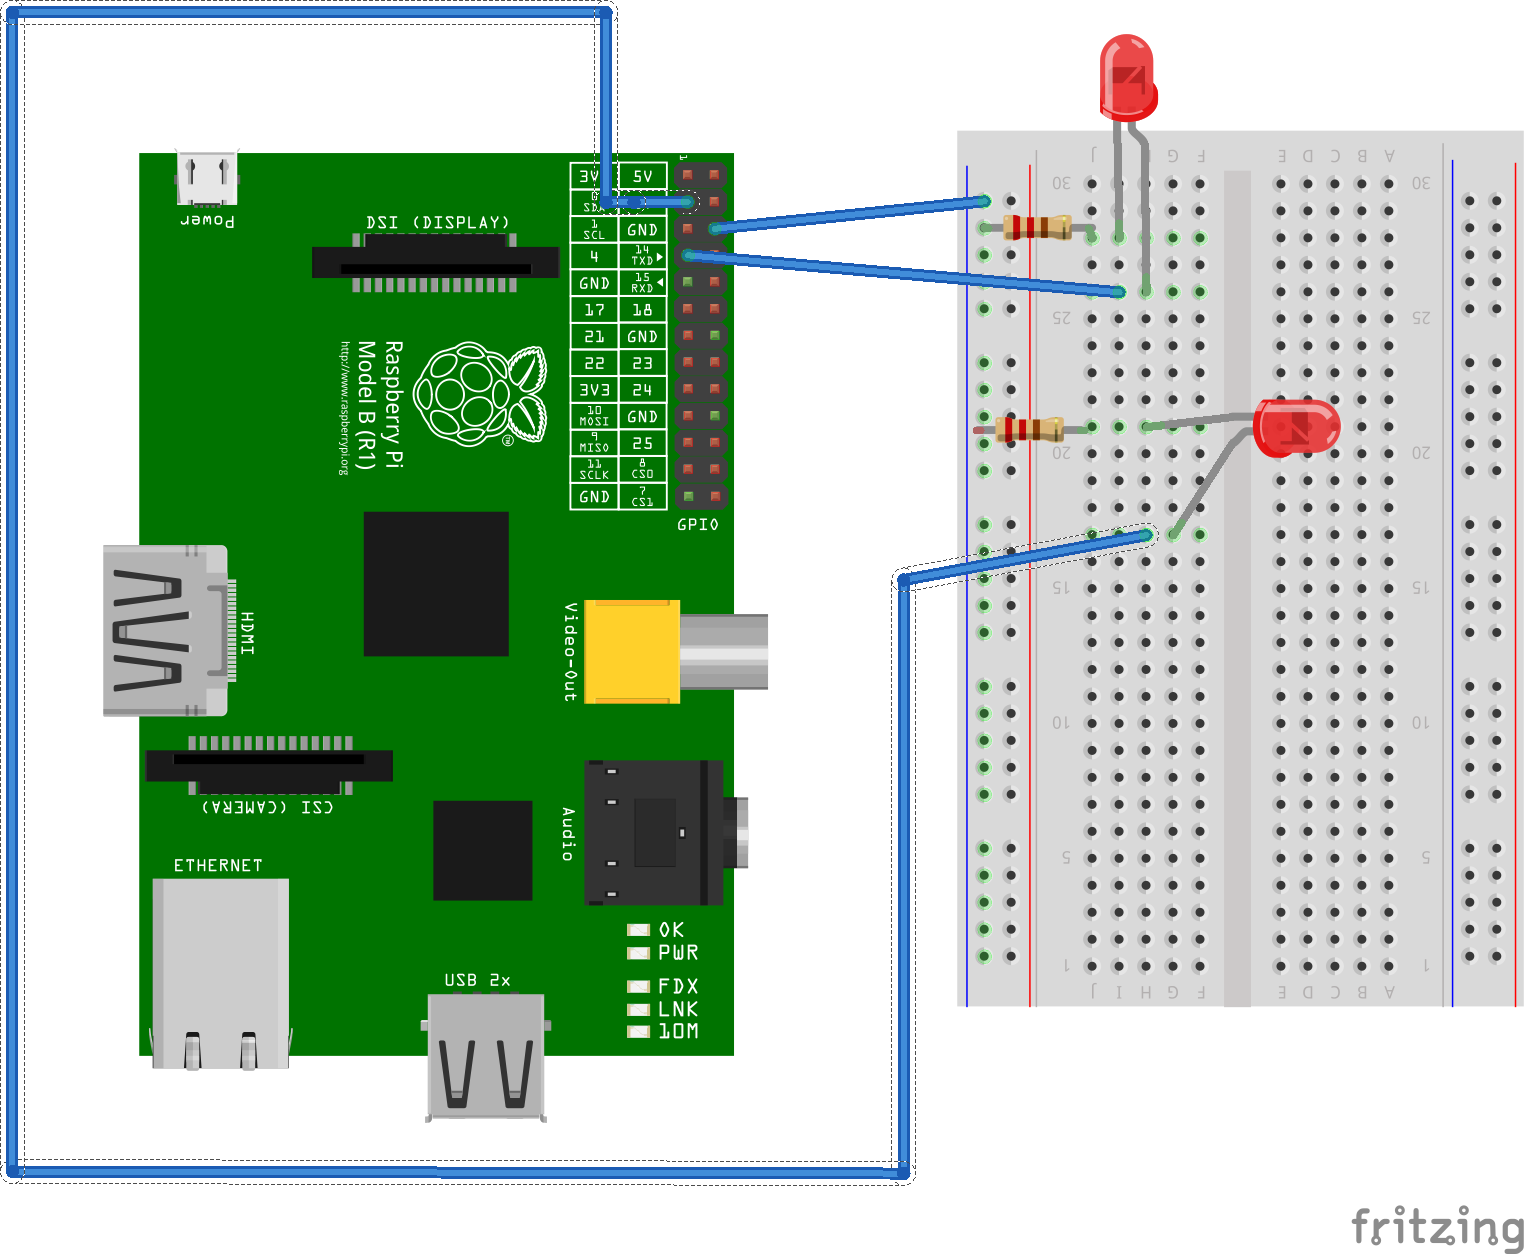 1
3V 5V
0
SDA
1
SCL GND
4 14
TXD
GND 15
RXD
17 18
21 GND
22 23
3V3 24
10
MOSI GND
9
MISO 25
11
SCLK 8
CS0
GND 7
CS1
GPIO
Power
DSI (DISPLAY)
Raspberry Pi
Model B (R1)
http://www.raspberrypi.org
HDMI
Video-Out
CSI (CAMERA)
Audio
ETHERNET
USB 2x
OK
PWR
FDX
LNK
10M
J G F E D C B A
30 30
25 25
20 20
15 15
10 10
5 5
1 1
J I H G F E D C B A
fritzing